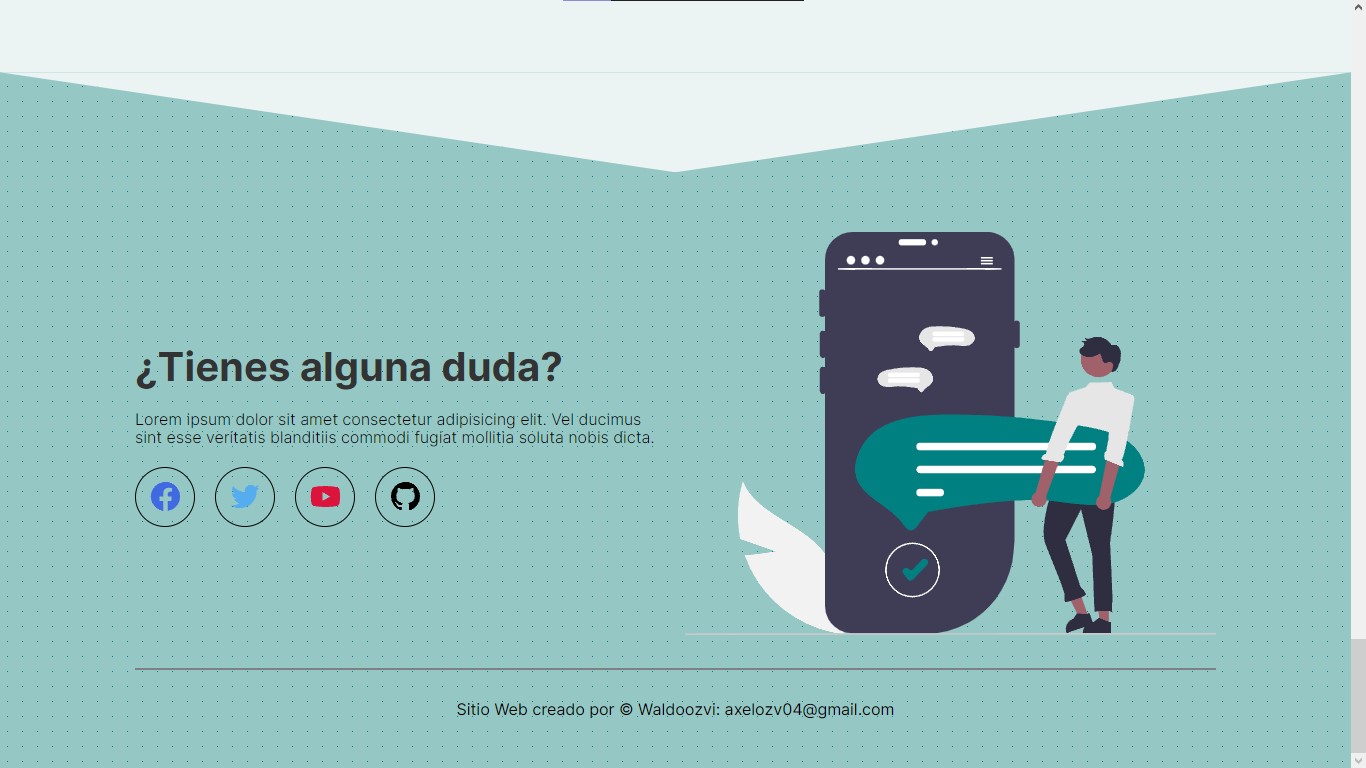 ¿Tienes alguna duda?
Lorem ipsum dolor sit amet consectetur adipisicing elit. Vel ducimus
sint esse veritatis blanditiis commodi fugiat mollitia soluta nobis dicta.
Sitio Web creado por © Waldoozvi: axelozv04@gmail.com